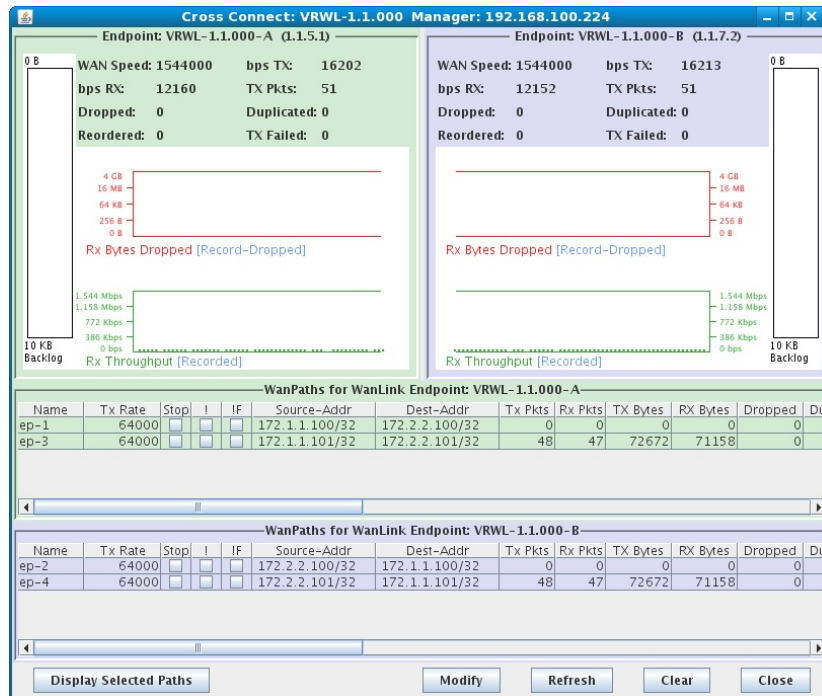 Cross Connect: VRWL-1.1.000 Manager: 192.168.100.224
Endpoint: VRWL-1.1.000-A (1.1.5.1)
0 B
WAN Speed: 1544000 bps TX: 16202
bps RX: 12160 TX Pkts: 51
Dropped: 0 Duplicated: 0
Reordered: 0 TX Failed: 0
4 GB
16 MB
64 KB
256 B
0 B
Rx Bytes Dropped [Record-Dropped]
1.544 Mbps
1.158 Mbps
772 Kbps
386 Kbps
0 bps
Rx Throughput [Recorded]
10 KB
Backlog
Endpoint: VRWL-1.1.000-B (1.1.7.2)
WAN Speed: 1544000 bps TX: 16213
bps RX: 12152 TX Pkts: 51
Dropped: 0 Duplicated: 0
Reordered: 0 TX Failed: 0
0 B
4 GB
16 MB
64 KB
256 B
0 B
Rx Bytes Dropped [Record-Dropped]
1.544 Mbps
1.158 Mbps
772 Kbps
386 Kbps
0 bps
Rx Throughput [Recorded]
10 KB
Backlog
WanPaths for WanLink Endpoint: VRWL-1.1.000-A
Name Tx Rate Stop ! !F Source-Addr Dest-Addr Tx Pkts Rx Pkts TX Bytes RX Bytes Dropped Du
ep-1 64000 172.1.1.100/32 172.2.2.100/32 0 0 0 0 0
ep-3 64000 172.1.1.101/32 172.2.2.101/32 48 47 72672 71158 0
WanPaths for WanLink Endpoint: VRWL-1.1.000-B
Name Tx Rate Stop ! !F Source-Addr Dest-Addr Tx Pkts Rx Pkts TX Bytes RX Bytes Dropped Du
ep-2 64000 172.2.2.100/32 172.1.1.100/32 0 0 0 0 0
ep-4 64000 172.2.2.101/32 172.1.1.101/32 48 47 72672 71158 0
Display Selected Paths Modify Refresh Clear Close